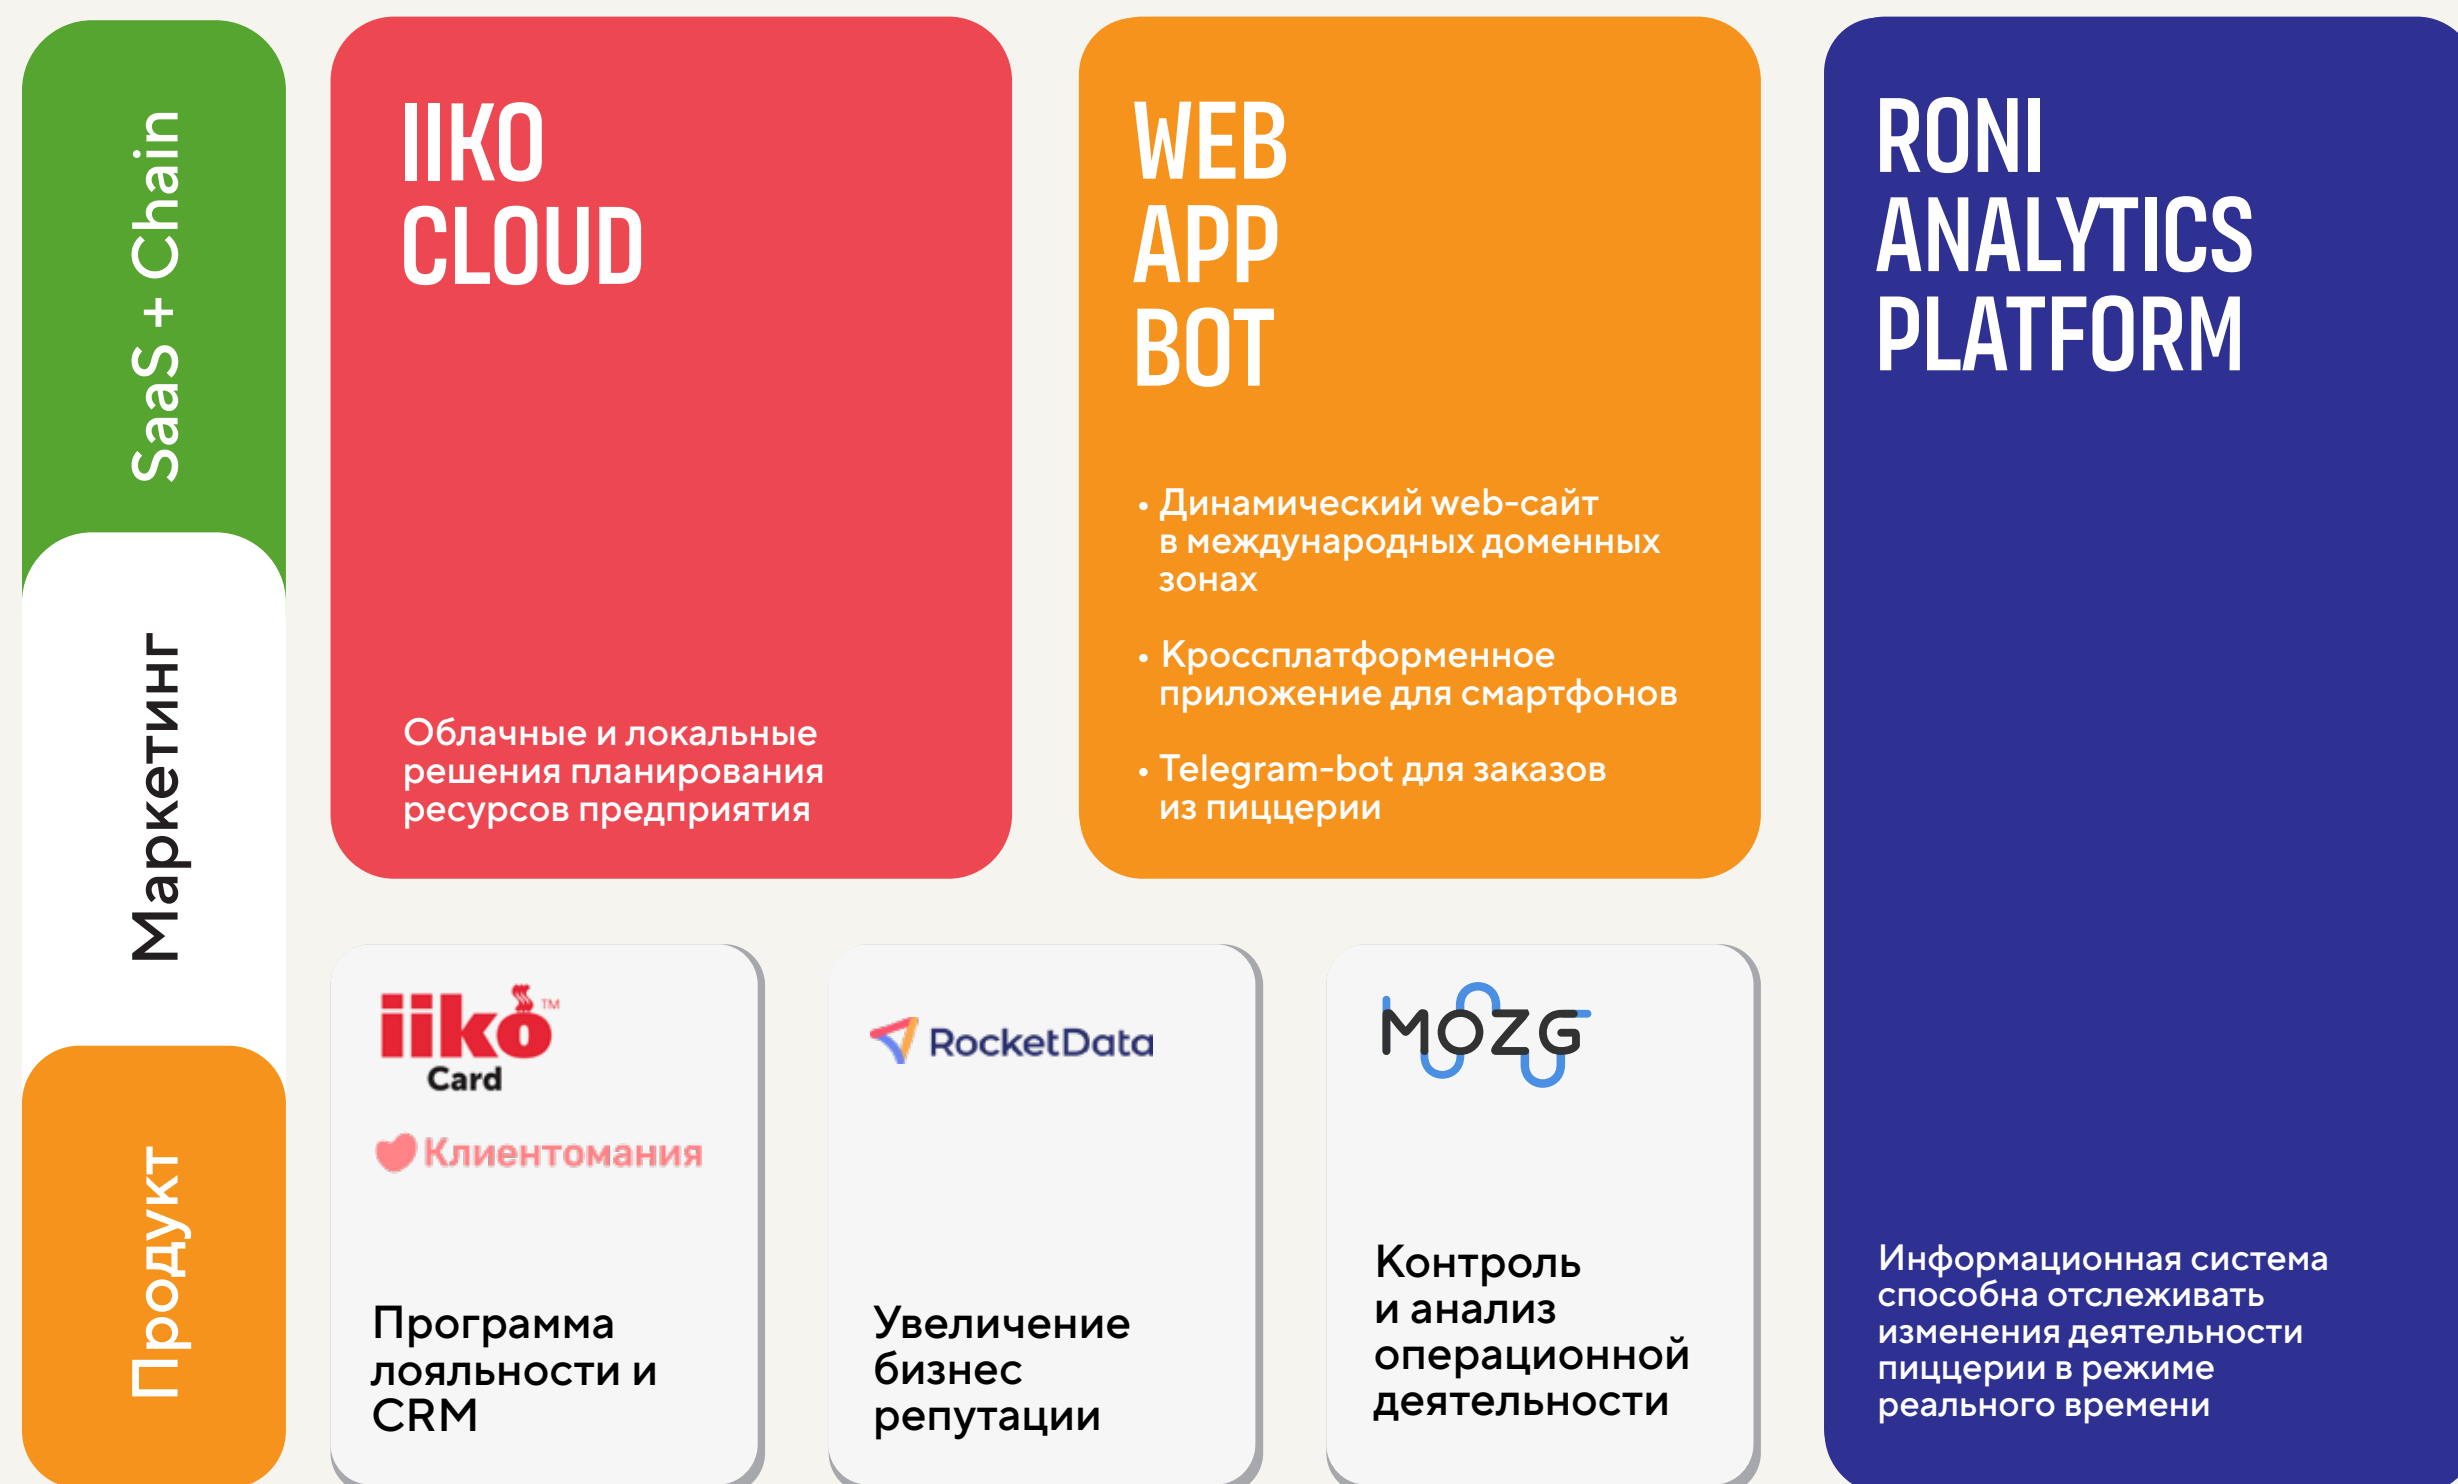 SaaS + Chain
Маркетинг
Продукт
IIKO
CLOUD
Облачные и локальные
решения планирования
ресурсов предприятия
WEB
APP
BOT
• Динамический web-сайт
в международных доменных
зонах
• Кроссплатформенное
приложение для смартфонов
• Telegram-bot для заказов
из пиццерии
RONI
ANALYTICS
PLATFORM
Информационная система
способна отслеживать
изменения деятельности
пиццерии в режиме
реального времени
iiko™
Card
Клиентомания
Программа
лояльности и
CRM
RocketData
Увеличение
бизнес
репутации
MOZG
Контроль
и анализ
операционной
деятельности